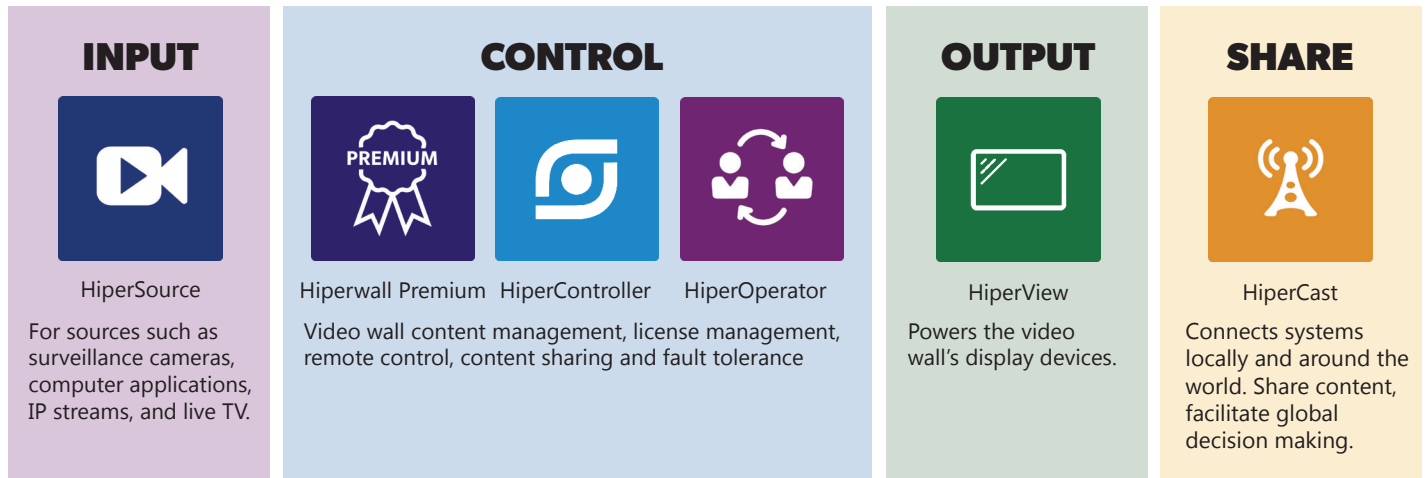 INPUT
HiperSource
For sources such as
surveillance cameras,
computer applications,
IP streams, and live TV.
CONTROL
PREMIUM
Hiperwall Premium
HiperController
HiperOperator
Video wall content management, license management,
remote control, content sharing and fault tolerance
OUTPUT
HiperView
Powers the video
wall's display devices.
SHARE
HiperCast
Connects systems
locally and around the
world. Share content,
facilitate global
decision making.